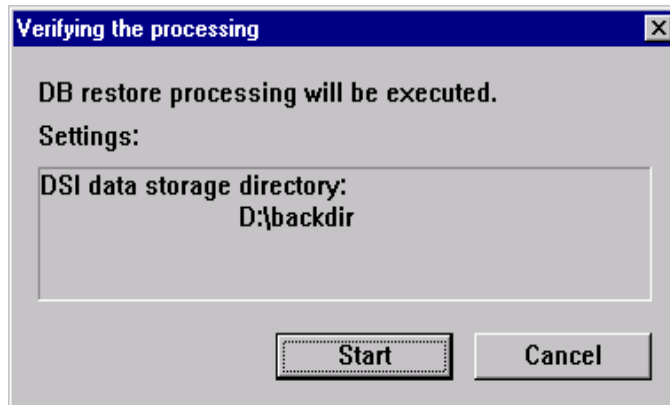 Verifying the processing
DB restore processing will be executed.
Settings:
DSI data storage directory:
D:\backdir
Start
Cancel